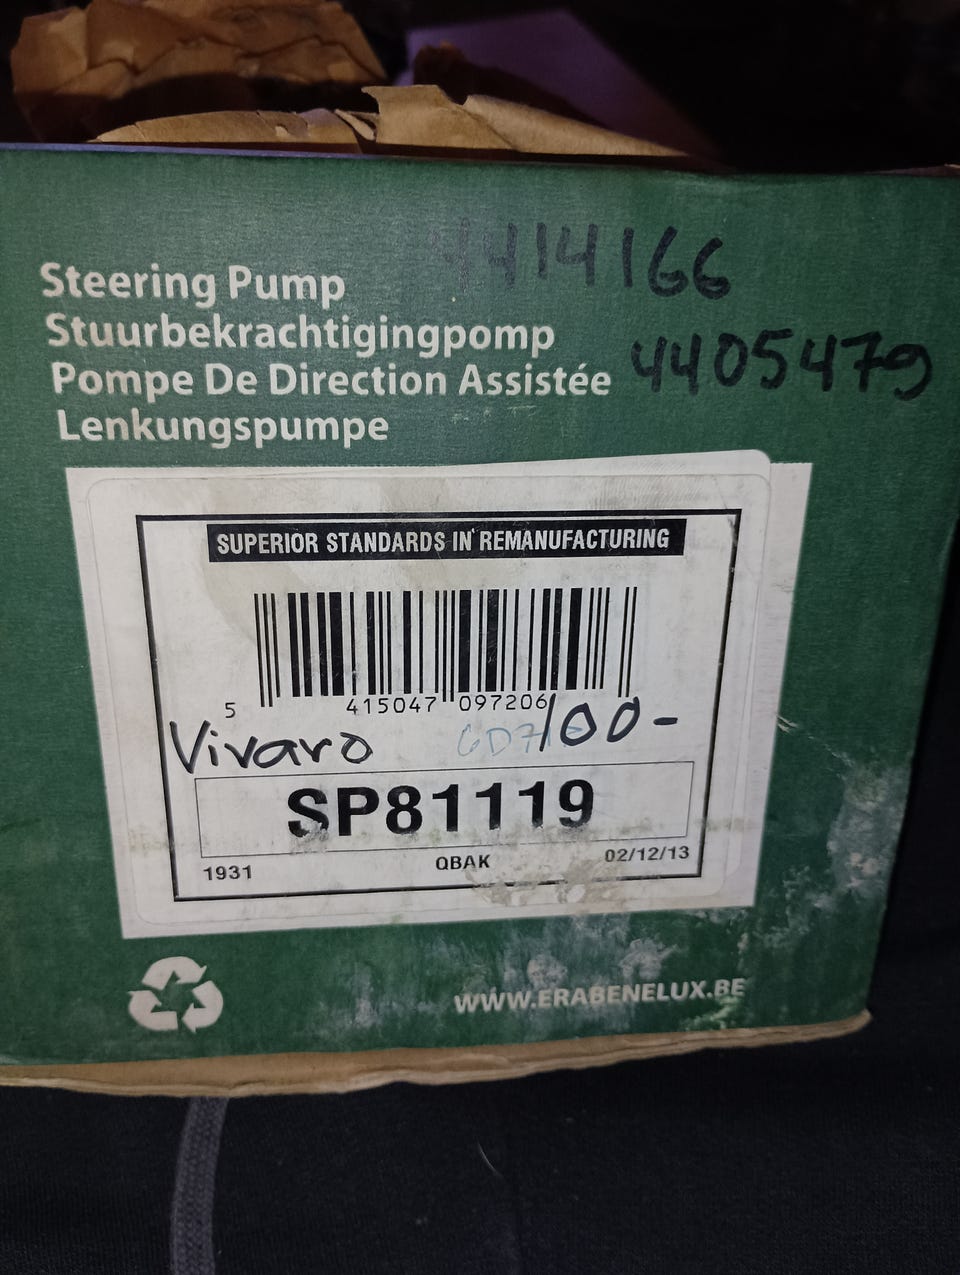 4414166
Steering Pump
Stuurbekrachtigingpomp
4405479
Pompe De Direction Assistée
Lenkungspumpe
SUPERIOR STANDARDS IN REMANUFACTURING
5 415047 097206
Vivaro 100-
SP81119
1931 QBAK 02/12/13
WWW.ERABENELUX.BE